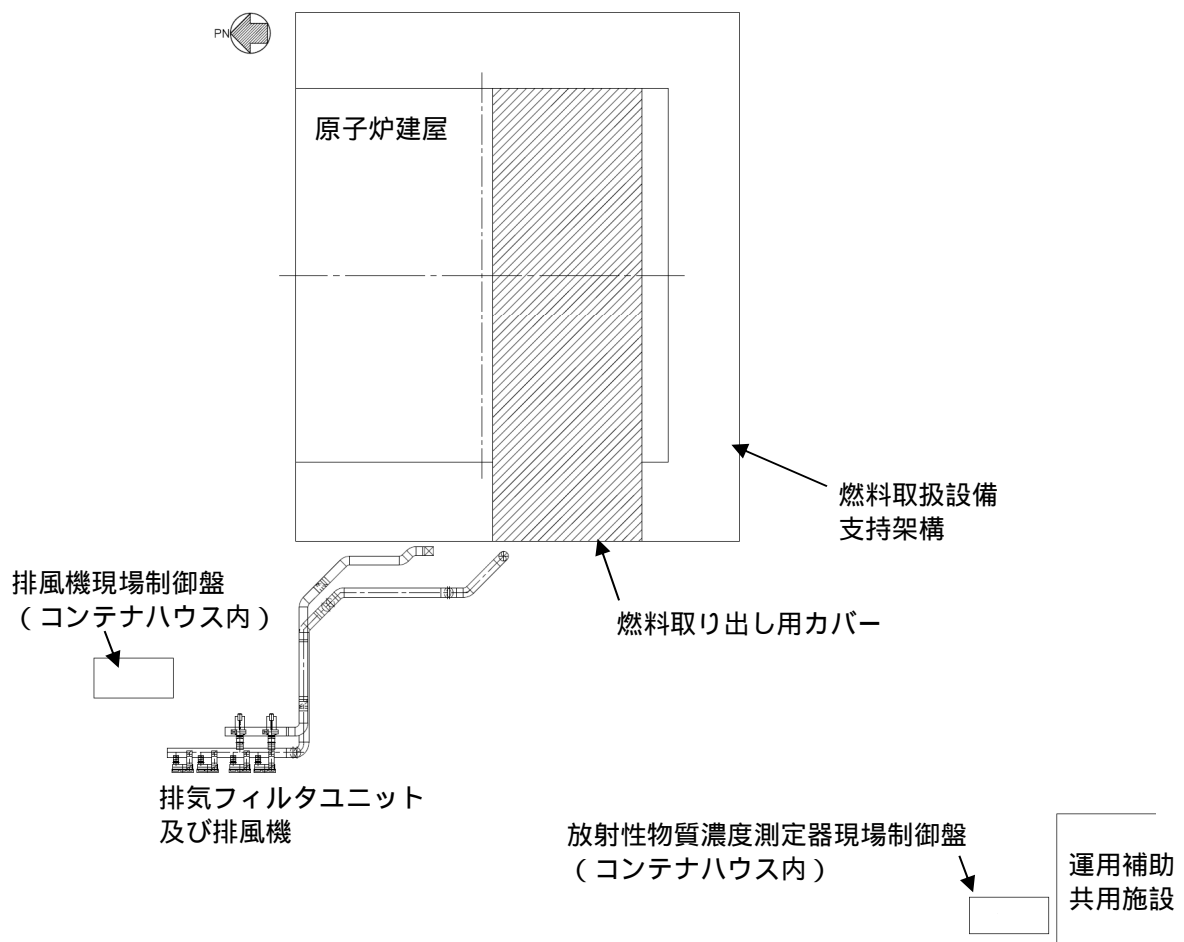 PN
原子炉建屋
燃料取扱設備
支持架構
排風機現場制御盤
（コンテナハウス内）
燃料取り出し用カバー
排気フィルタユニット
及び排風機
放射性物質濃度測定器現場制御盤
（コンテナハウス内）
運用補助
共用施設